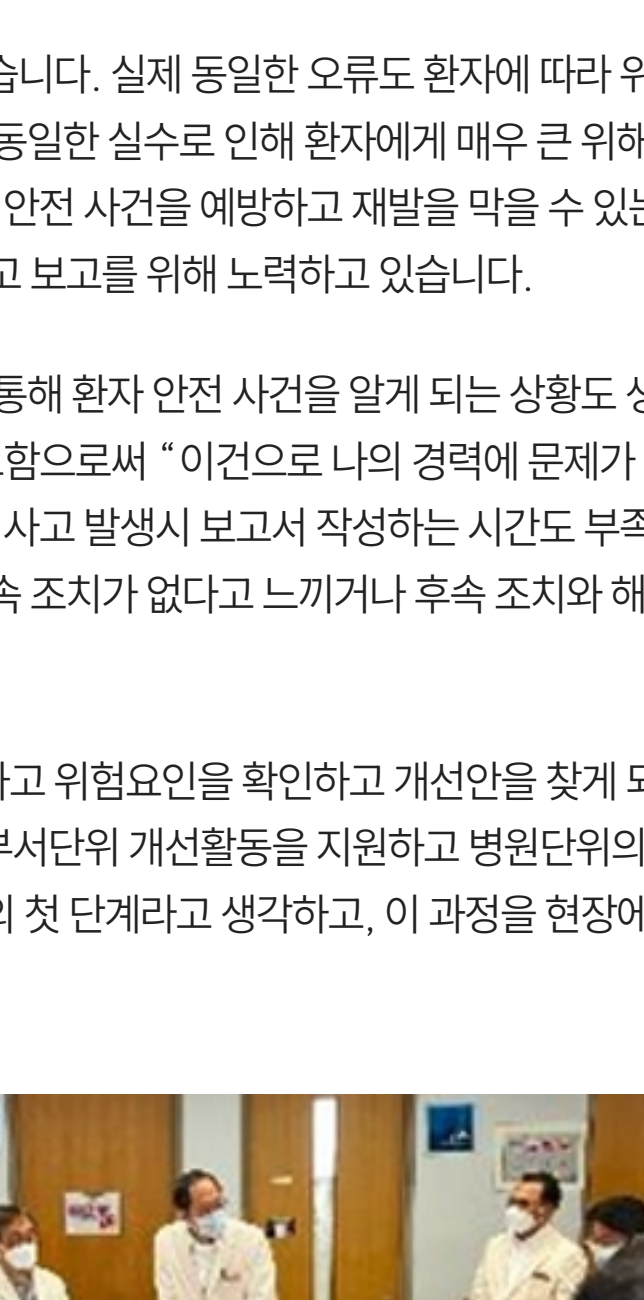 습니다. 실제 동일한 오류도 환자에 따라
동일한 실수로 인해 환자에게 매우 큰 위해
안전 사건을 예방하고 재발을 막을 수 있는
고 보고를 위해 노력하고 있습니다.
통해 환자 안전 사건을 알게 되는 상황도
함으로써 “이건으로 나의 경력에 문제가
사고 발생시 보고서 작성하는 시간도 부족
속 조치가 없다고 느끼거나 후속 조치와 해
하고 위험요인을 확인하고 개선안을 찾게 되
부서단위 개선활동을 지원하고 병원단위의
의 첫 단계라고 생각하고, 이 과정을 현장에